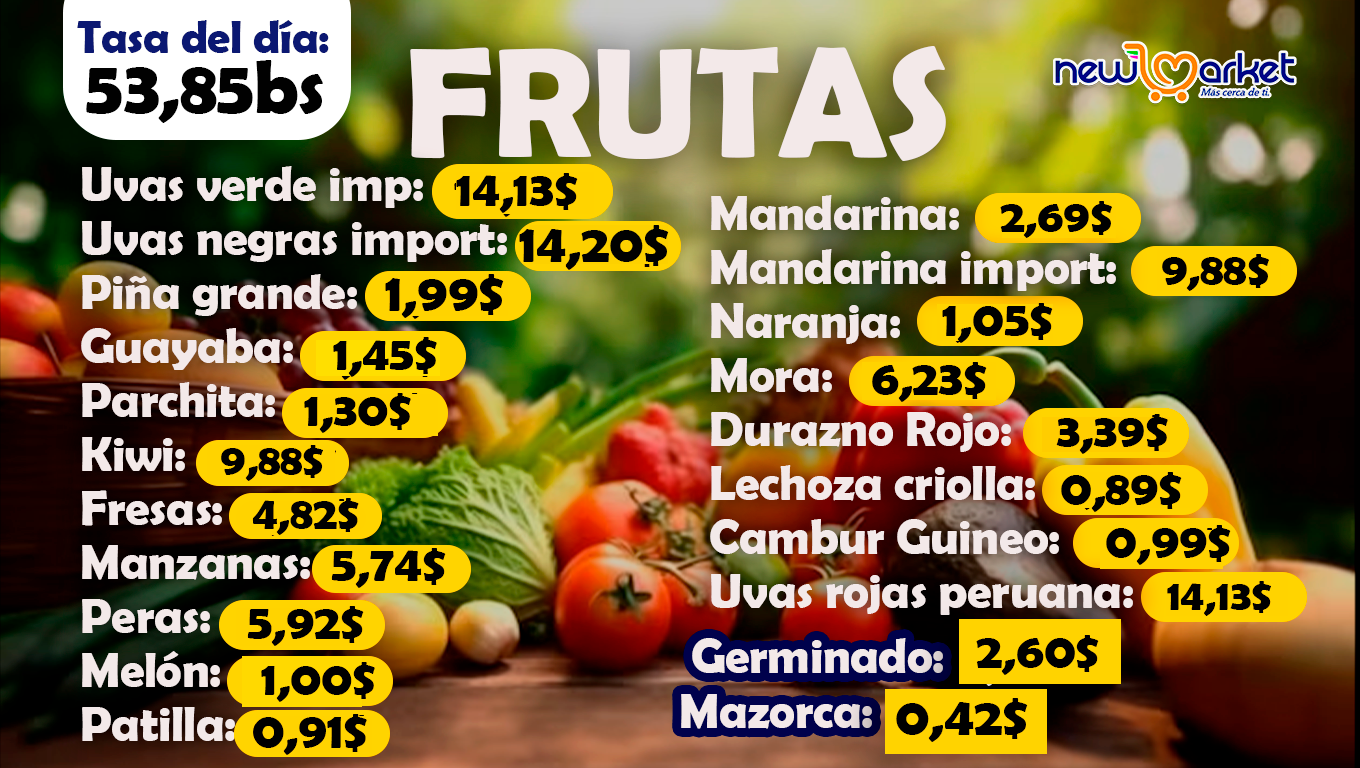 Tasa del día:
53,85bs
FRUTAS
newmarket
Más cerca de ti.
Uvas verde imp: 14,13$
Uvas negras import: 14,20$
Piña grande: 1,99$
Guayaba: 1,45$
Parchita: 1,30$
Kiwi: 9,88$
Fresas: 4,82$
Manzanas: 5,74$
Peras: 5,92$
Melón: 1,00$
Patilla: 0,91$
Mandarina: 2,69$
Mandarina import: 9,88$
Naranja: 1,05$
Mora: 6,23$
Durazno Rojo: 3,39$
Lechoza criolla: 0,89$
Cambur Guineo: 0,99$
Uvas rojas peruana: 14,13$
Germinado: 2,60$
Mazorca: 0,42$